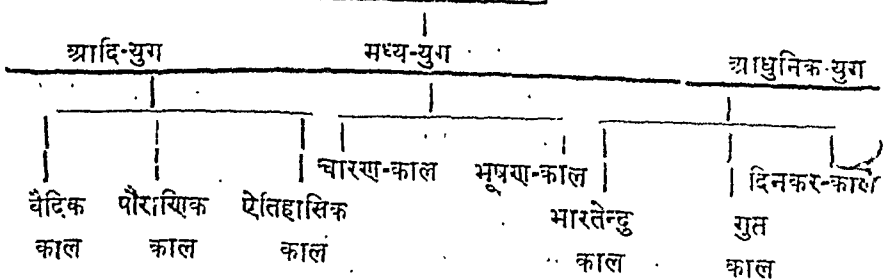 आदि-युग मध्य-युग आधुनिक-युग
चारण-काल भूषण-काल दिनकर-काल
वैदिक पौराणिक ऐतिहासिक
काल काल काल
भारतेन्दु गुप्त
काल काल